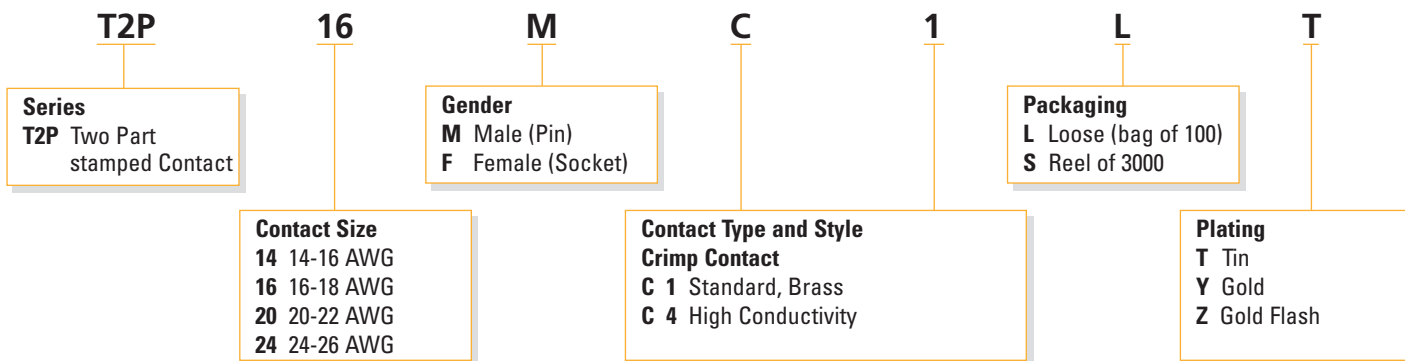 T2P 16 M C 1 L T
Series
T2P Two Part
stamped Contact
Gender
M Male (Pin)
F Female (Socket)
Packaging
L Loose (bag of 100)
S Reel of 3000
Contact Size
14 14-16 AWG
16 16-18 AWG
20 20-22 AWG
24 24-26 AWG
Contact Type and Style
Crimp Contact
C 1 Standard, Brass
C 4 High Conductivity
Plating
T Tin
Y Gold
Z Gold Flash